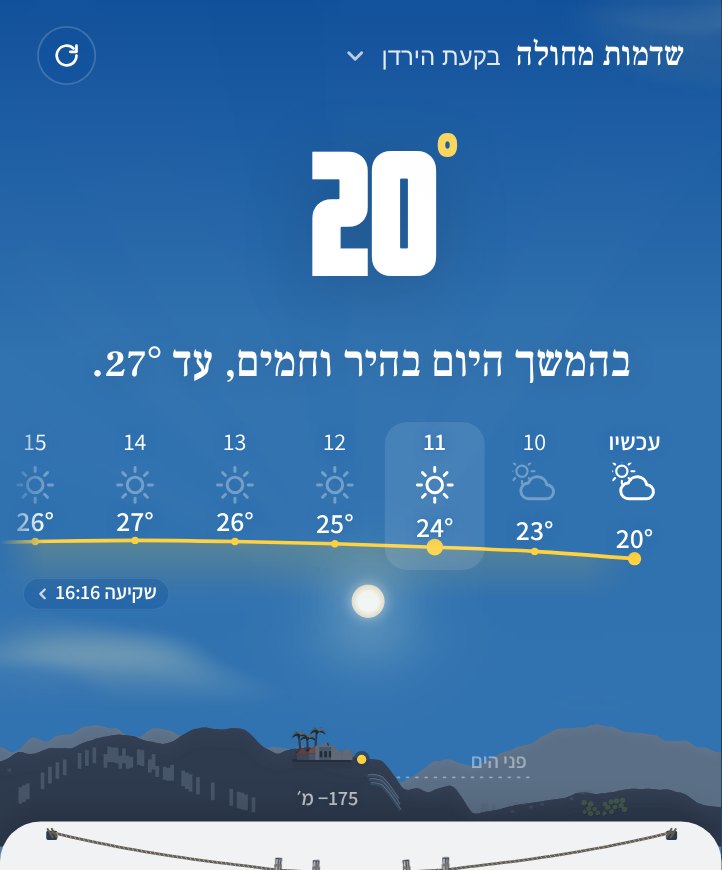 שדמות מחולה בקעת הירדן
20°
בהמשך היום בהיר וחמים, עד 27°.
עכשיו 10 11 12 13 14 15
20° 23° 24° 25° 26° 27° 26°
שקיעה 16:16
פני הים
−175 מ׳